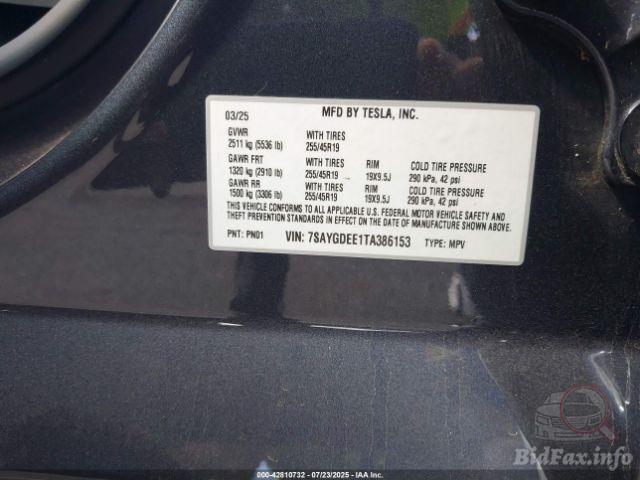 03/25 MFD BY TESLA, INC.
GVWR WITH TIRES
2511 kg (5536 lb) 255/45R19
GAWR FRT WITH TIRES RIM COLD TIRE PRESSURE
1320 kg (2910 lb) 255/45R19 19X9.5J 290 kPa, 42 psi
GAWR RR WITH TIRES RIM COLD TIRE PRESSURE
1500 kg (3306 lb) 255/45R19 19X9.5J 290 kPa, 42 psi
THIS VEHICLE CONFORMS TO ALL APPLICABLE U.S. FEDERAL MOTOR VEHICLE SAFETY AND
THEFT PREVENTION STANDARDS IN EFFECT ON THE DATE OF MANUFACTURE SHOWN ABOVE.
PNT: PN01 VIN: 7SAYGDEE1TA386153 TYPE: MPV
BidFax.info
000-42810732 - 07/23/2025 - IAA Inc.